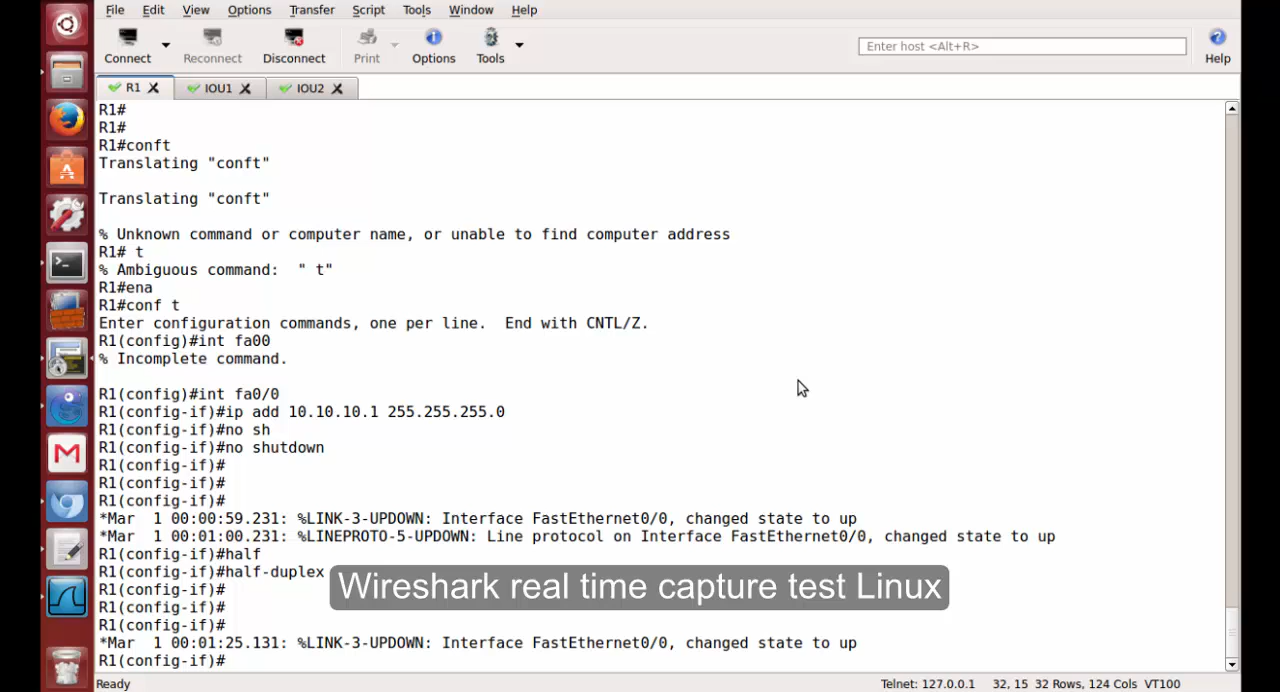 File Edit View Options Transfer Script Tools Window Help
Connect Reconnect Disconnect Print Options Tools Enter host <Alt+R> Help
R1 IOU1 IOU2
R1#
R1#
R1#conft
Translating "conft"
Translating "conft"
% Unknown command or computer name, or unable to find computer address
R1# t
% Ambiguous command:  " t"
R1#ena
R1#conf t
Enter configuration commands, one per line.  End with CNTL/Z.
R1(config)#int fa00
% Incomplete command.
R1(config)#int fa0/0
R1(config-if)#ip add 10.10.10.1 255.255.255.0
R1(config-if)#no sh
R1(config-if)#no shutdown
R1(config-if)#
R1(config-if)#
R1(config-if)#
*Mar  1 00:00:59.231: %LINK-3-UPDOWN: Interface FastEthernet0/0, changed state to up
*Mar  1 00:01:00.231: %LINEPROTO-5-UPDOWN: Line protocol on Interface FastEthernet0/0, changed state to up
R1(config-if)#half
R1(config-if)#half-duplex
Wireshark real time capture test Linux
R1(config-if)#
R1(config-if)#
R1(config-if)#
*Mar  1 00:01:25.131: %LINK-3-UPDOWN: Interface FastEthernet0/0, changed state to up
R1(config-if)#
Ready Telnet: 127.0.0.1 32, 15 32 Rows, 124 Cols VT100